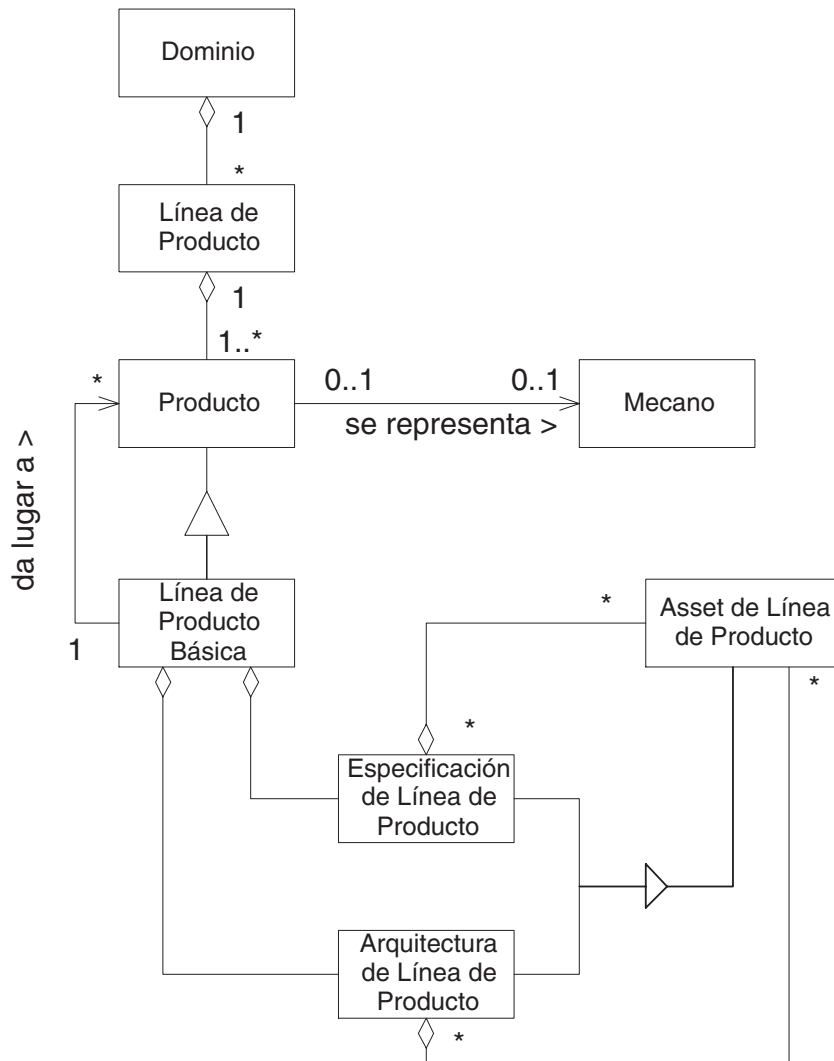 Dominio
1
*
Línea de
Producto
1
1..*
*
Producto
0..1
0..1
se representa >
Mecano
da lugar a >
Línea de
Producto
Básica
1
*
Asset de Línea
de Producto
*
*
Especificación
de Línea de
Producto
Arquitectura
de Línea de
Producto
*